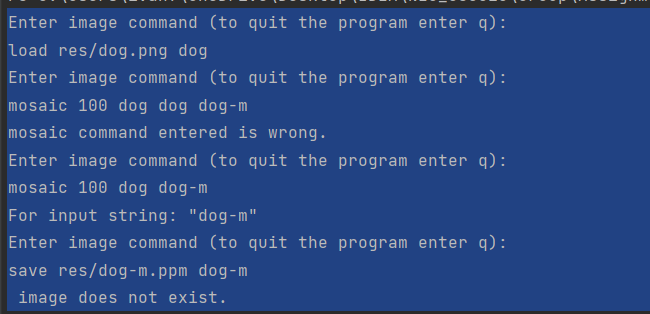 Enter image command (to quit the program enter q):
load res/dog.png dog
Enter image command (to quit the program enter q):
mosaic 100 dog dog dog-m
mosaic command entered is wrong.
Enter image command (to quit the program enter q):
mosaic 100 dog dog-m
For input string: "dog-m"
Enter image command (to quit the program enter q):
save res/dog-m.ppm dog-m
image does not exist.